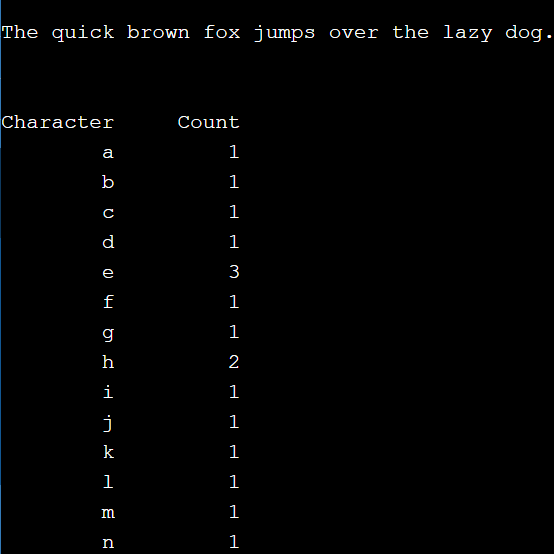 The quick brown fox jumps over the lazy dog.
Character Count
a 1
b 1
c 1
d 1
e 3
f 1
g 1
h 2
i 1
j 1
k 1
l 1
m 1
n 1